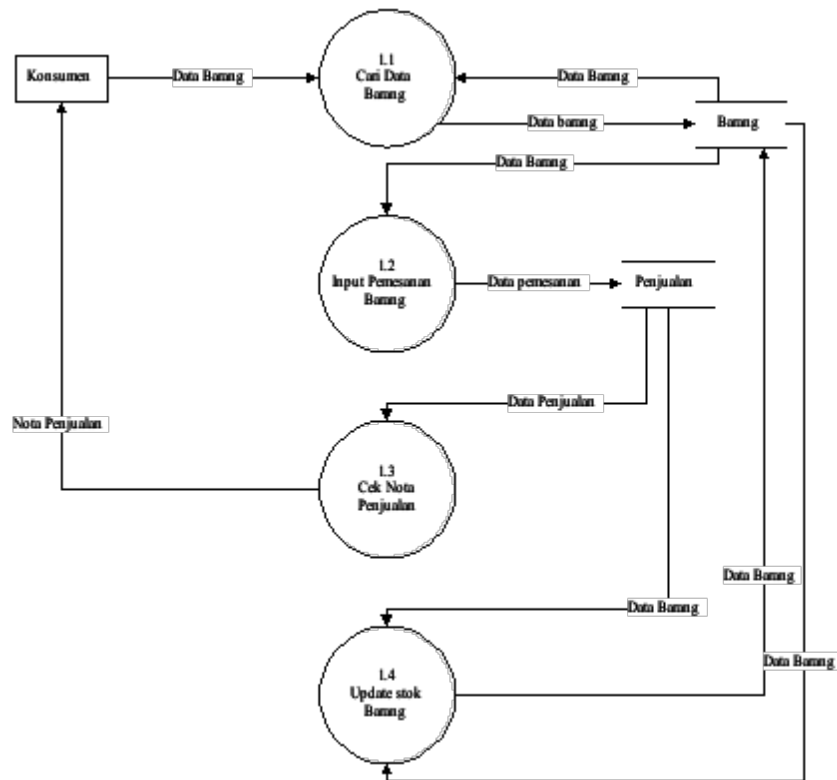 1.1
Cari Data
Barang
Konsumen
Data Barang
Data Barang
Data barang
Barang
Data Barang
1.2
Input Pemesanan
Barang
Data pemesanan
Penjualan
Data Penjualan
Nota Penjualan
1.3
Cek Nota
Penjualan
Data Barang
Data Barang
Data Barang
1.4
Update stok
Barang